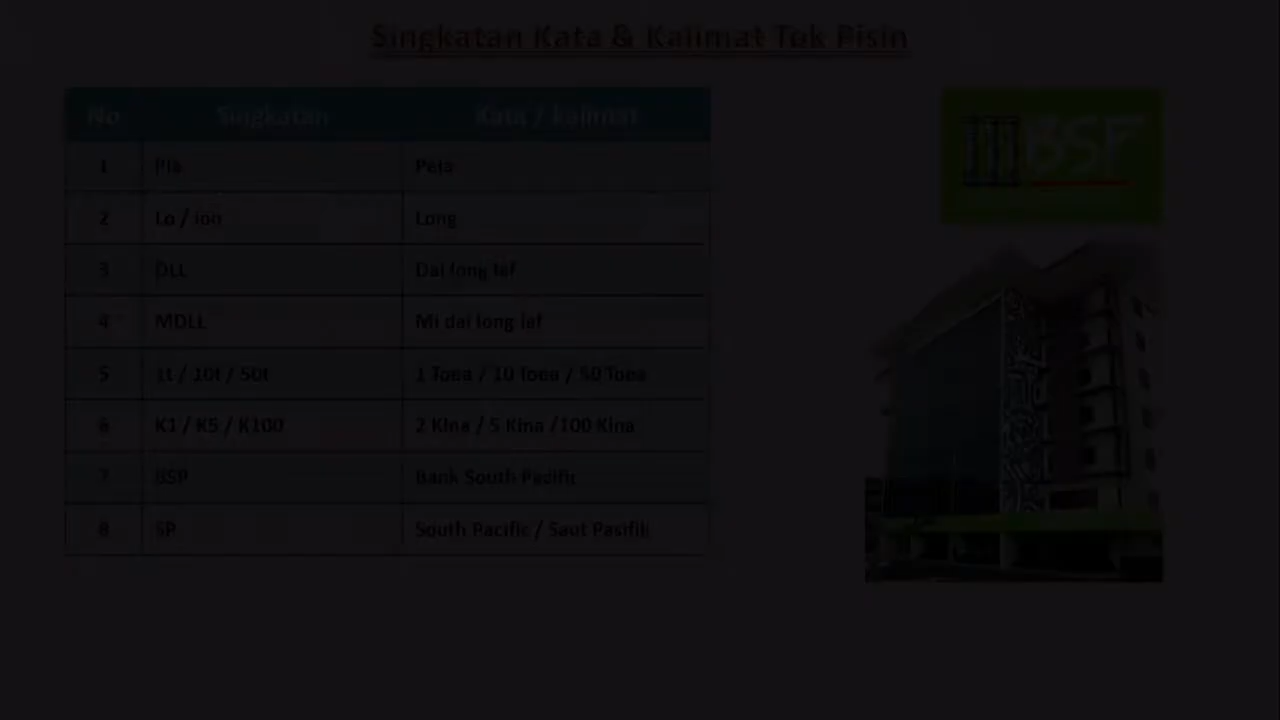 Singkatan Kata & Kalimat Tok Pisin
No Singkatan Kata / kalimat
1 Pla Pela
2 Lo / lon Long
3 DLL Dai long laf
4 MDLL Mi dai long laf
5 1t / 10t / 50t 1 Toea / 10 Toea / 50 Toea
6 K1 / K5 / K100 2 Kina / 5 Kina /100 Kina
7 BSP Bank South Pacific
8 SP South Pacific / Saut Pasifik
BSP